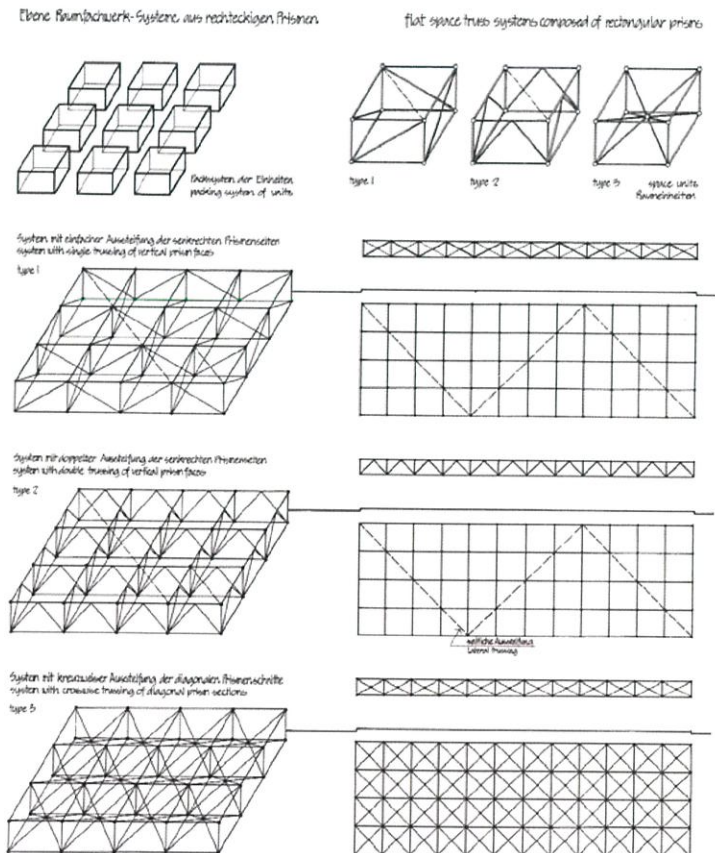 Ebene Raumfachwerk-Systeme aus rechteckigen Prismen
flat space truss systems composed of rectangular prisms
Packsystem der Einheiten
packing system of units
type 1
type 2
type 3
space units
Raumeinheiten
System mit einfacher Aussteifung der senkrechten Prismenseiten
system with single trussing of vertical prism faces
type 1
System mit doppelter Aussteifung der senkrechten Prismenseiten
system with double trussing of vertical prism faces
type 2
seitliche Aussteifung
lateral trussing
System mit kreuzweiser Aussteifung der diagonalen Prismenschnitte
system with crosswise trussing of diagonal prism sections
type 3